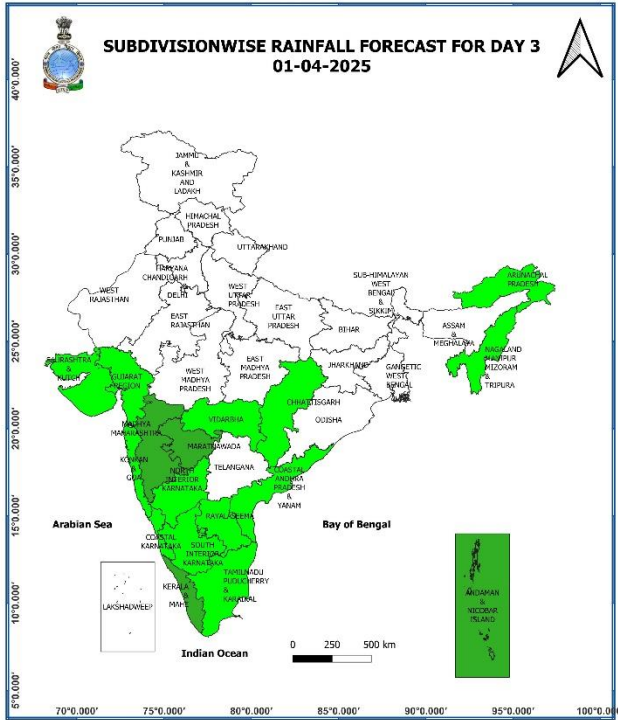 SUBDIVISIONWISE RAINFALL FORECAST FOR DAY 3
01-04-2025
40°0.000'
35°0.000'
30°0.000'
25°0.000'
20°0.000'
15°0.000'
10°0.000'
5°0.000'
JAMMU
&
KASHMIR
AND
LADAKH
HIMACHAL
PRADESH
PUNJAB
UTTARAKHAND
HARYANA
CHANDIGARH
DELHI
WEST
RAJASTHAN
WEST
UTTAR
PRADESH
EAST
RAJASTHAN
EAST
UTTAR
PRADESH
SUB-HIMALAYAN
WEST
BENGAL
&
SIKKIM
ARUNACHAL
PRADESH
BIHAR
ASSAM
&
MEGHALAYA
NAGALAND
MANIPUR
MIZORAM
&
TRIPURA
SAURASHTRA
&
KUTCH
GUJARAT
REGION
WEST
MADHYA
PRADESH
EAST
MADHYA
PRADESH
JHARKHAND
GANGETIC
WEST
BENGAL
CHHATTISGARH
ODISHA
VIDARBHA
MADHYA
MAHARASHTRA
MARATHAWADA
TELANGANA
KONKAN
&
GOA
NORTH
INTERIOR
KARNATAKA
COASTAL
ANDHRA
PRADESH
&
YANAM
RAYALASEEMA
Arabian Sea
Bay of Bengal
COASTAL
KARNATAKA
SOUTH
INTERIOR
KARNATAKA
TAMILNADU
PUDUCHERRY
&
KARAIKAL
KERALA
&
MAHE
LAKSHADWEEP
ANDAMAN
&
NICOBAR
ISLAND
0 250 500 km
Indian Ocean
70°0.000' 75°0.000' 80°0.000' 85°0.000' 90°0.000' 95°0.000' 100°0.000'